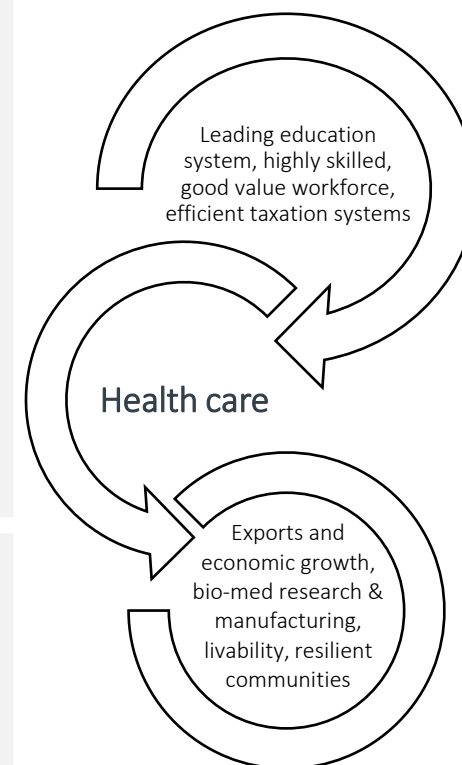 Leading education
system, highly skilled,
good value workforce,
efficient taxation systems
Health care
Exports and
economic growth,
bio-med research &
manufacturing,
livability, resilient
communities